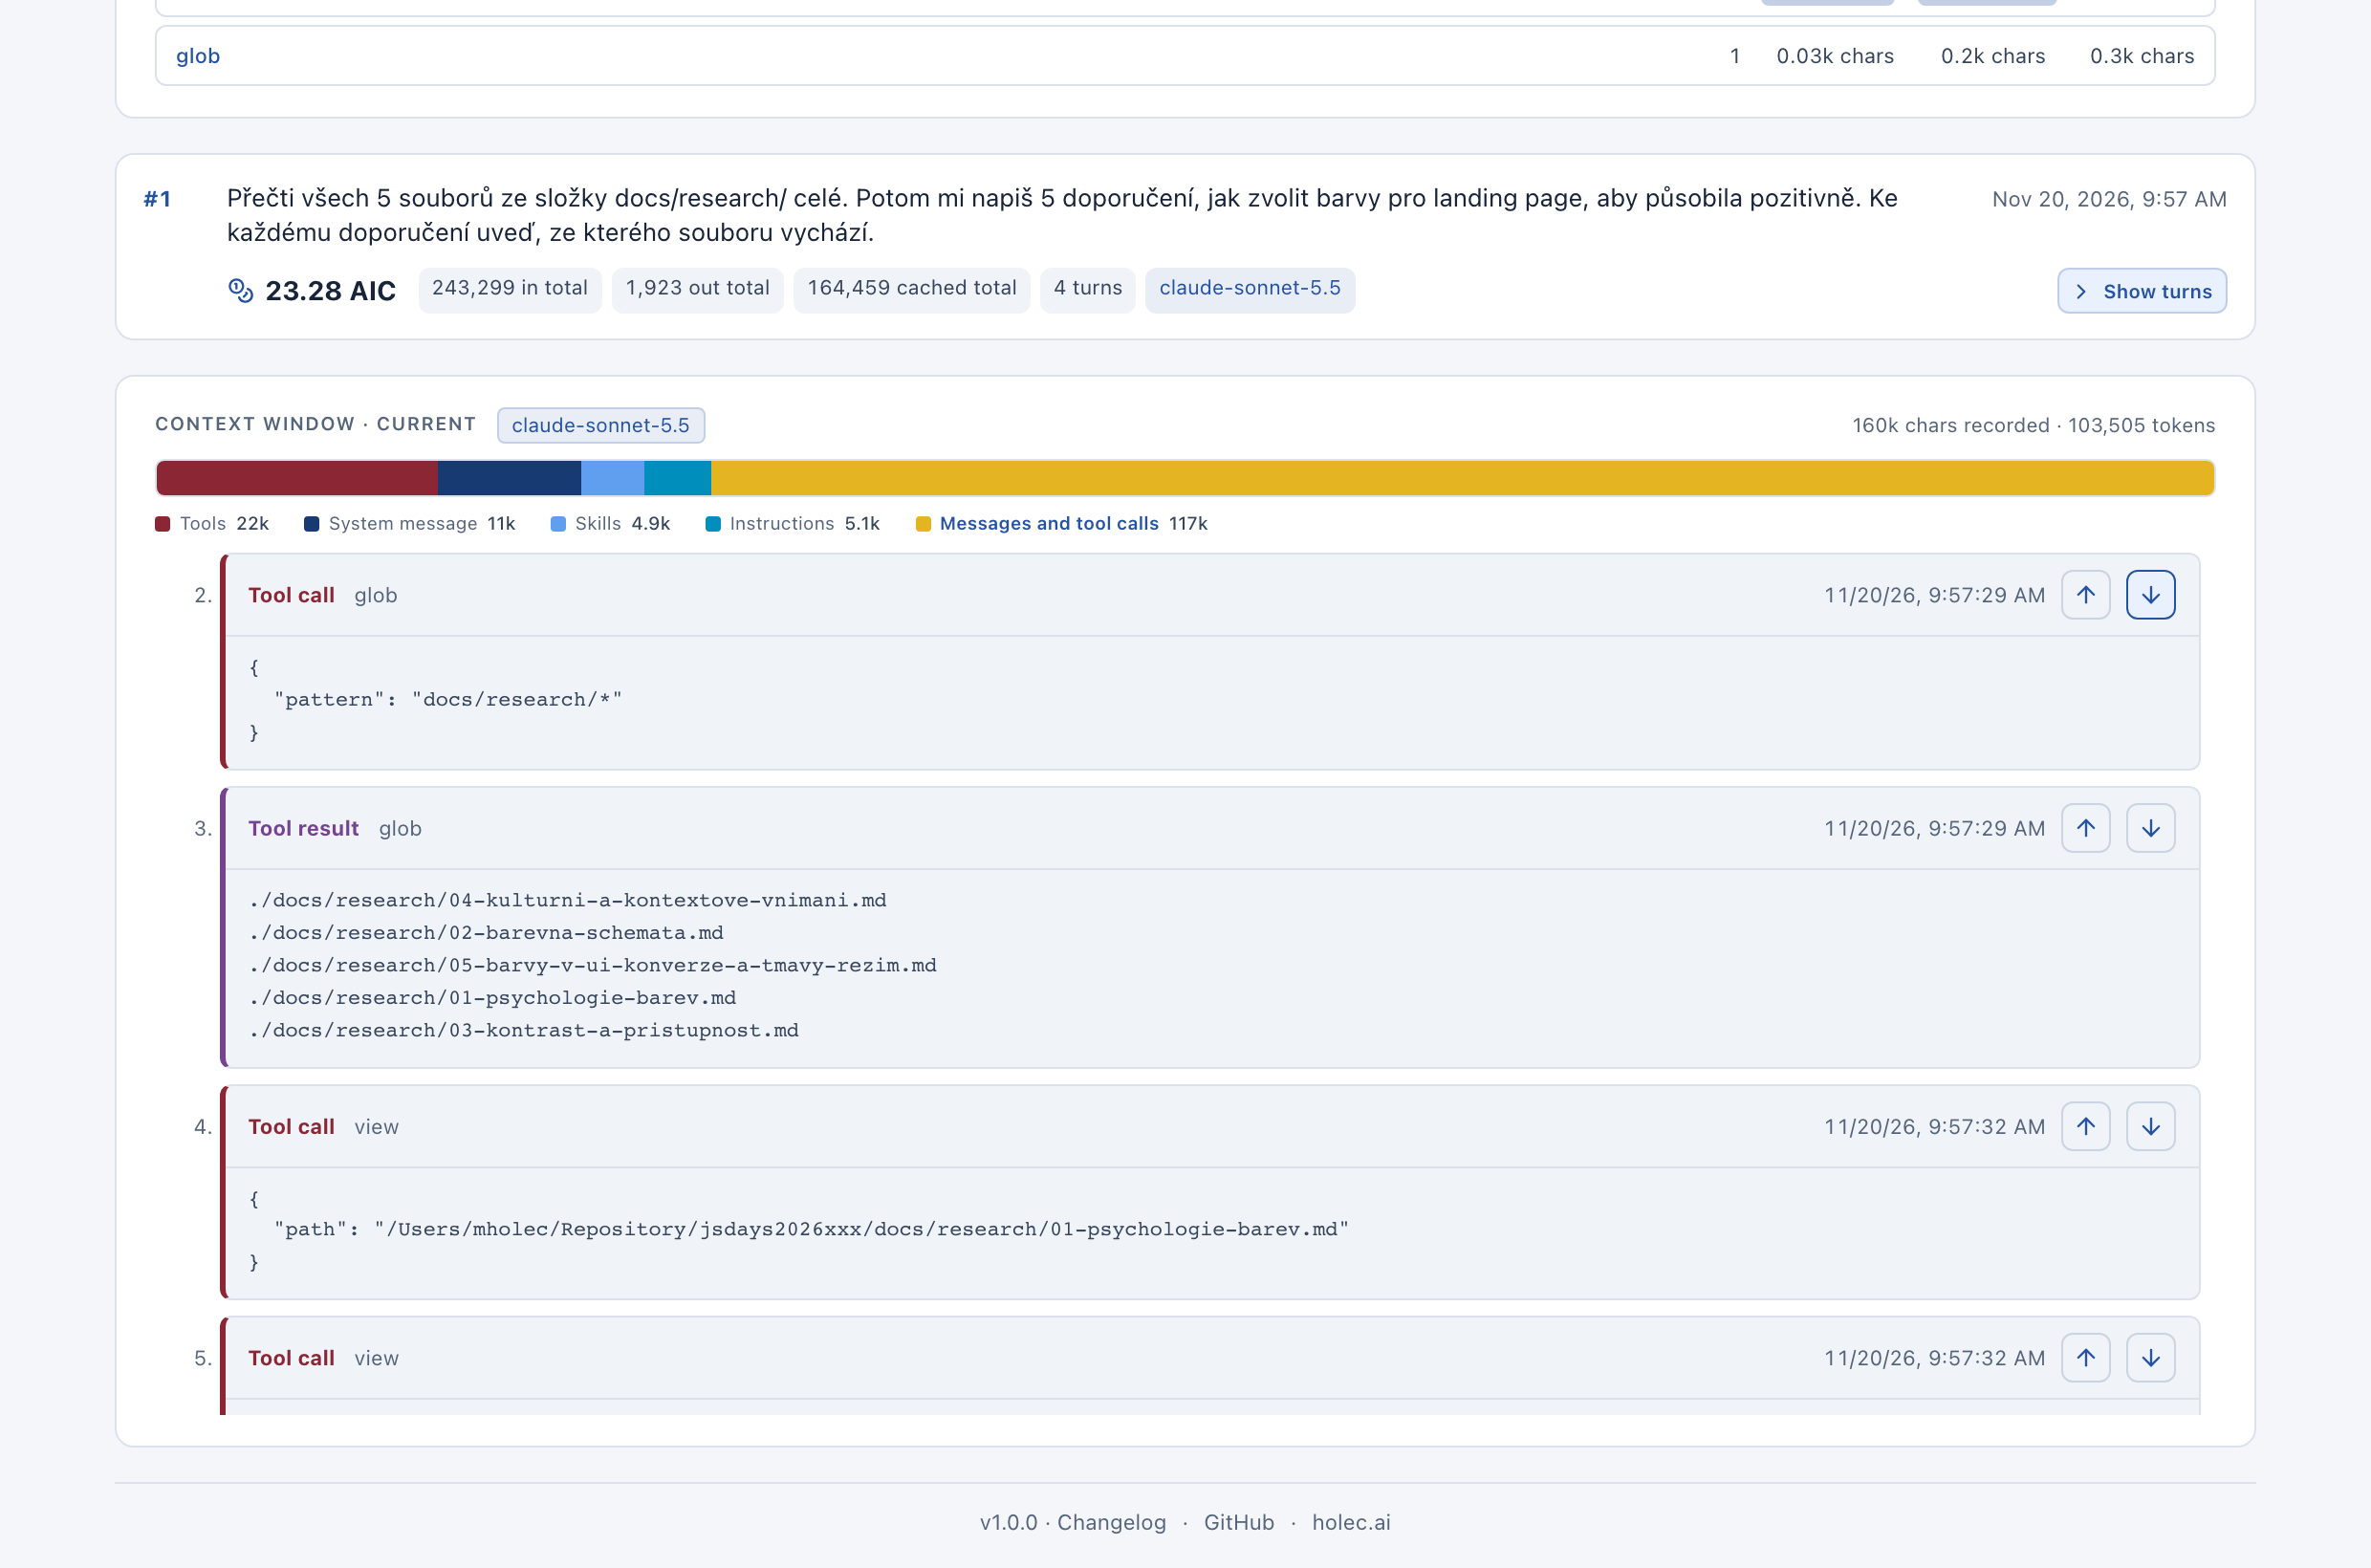 glob 1 0.03k chars 0.2k chars 0.3k chars
#1 Přečti všech 5 souborů ze složky docs/research/ celé. Potom mi napiš 5 doporučení, jak zvolit barvy pro landing page, aby působila pozitivně. Ke Nov 20, 2026, 9:57 AM
každému doporučení uveď, ze kterého souboru vychází.
23.28 AIC 243,299 in total 1,923 out total 164,459 cached total 4 turns claude-sonnet-5.5 Show turns
CONTEXT WINDOW · CURRENT claude-sonnet-5.5 160k chars recorded · 103,505 tokens
Tools 22k System message 11k Skills 4.9k Instructions 5.1k Messages and tool calls 117k
2. Tool call glob 11/20/26, 9:57:29 AM
{
"pattern": "docs/research/*"
}
3. Tool result glob 11/20/26, 9:57:29 AM
./docs/research/04-kulturni-a-kontextove-vnimani.md
./docs/research/02-barevna-schemata.md
./docs/research/05-barvy-v-ui-konverze-a-tmavy-rezim.md
./docs/research/01-psychologie-barev.md
./docs/research/03-kontrast-a-pristupnost.md
4. Tool call view 11/20/26, 9:57:32 AM
{
"path": "/Users/mholec/Repository/jsdays2026xxx/docs/research/01-psychologie-barev.md"
}
5. Tool call view 11/20/26, 9:57:32 AM
v1.0.0 · Changelog · GitHub · holec.ai